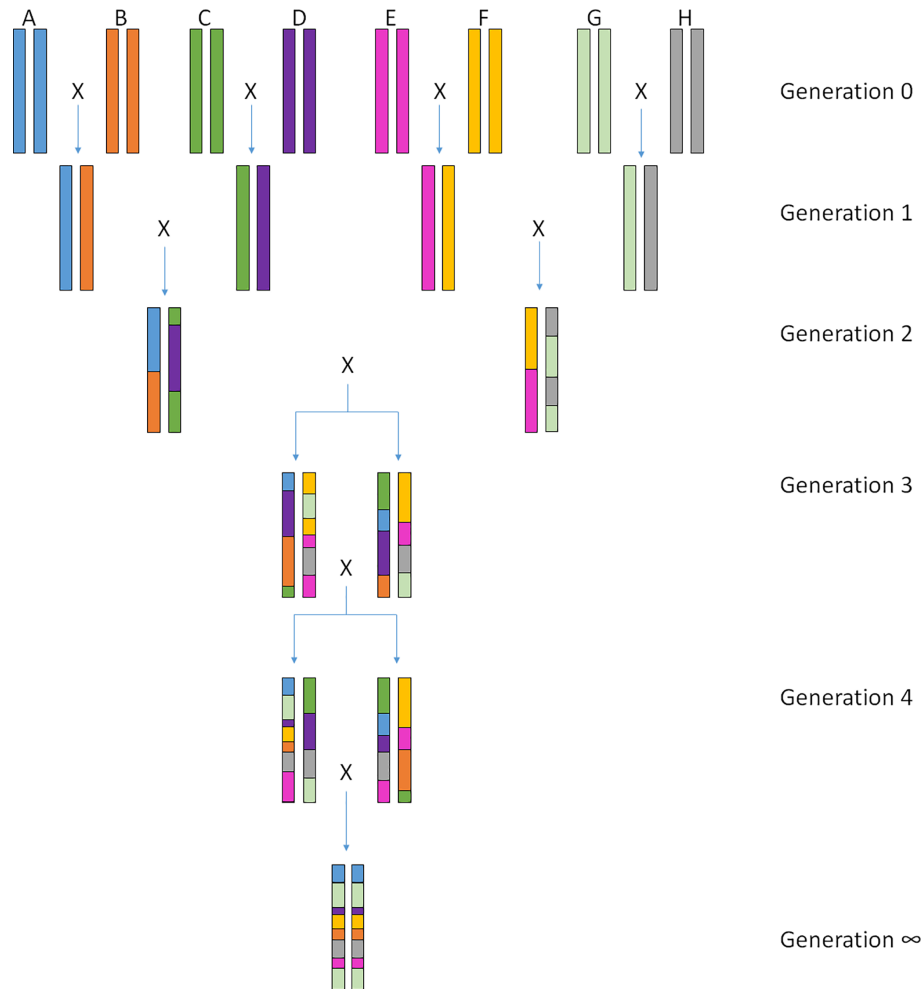 A B C D E F G H
X X X X Generation 0
Generation 1
X X
Generation 2
X
Generation 3
X
Generation 4
X
Generation ∞